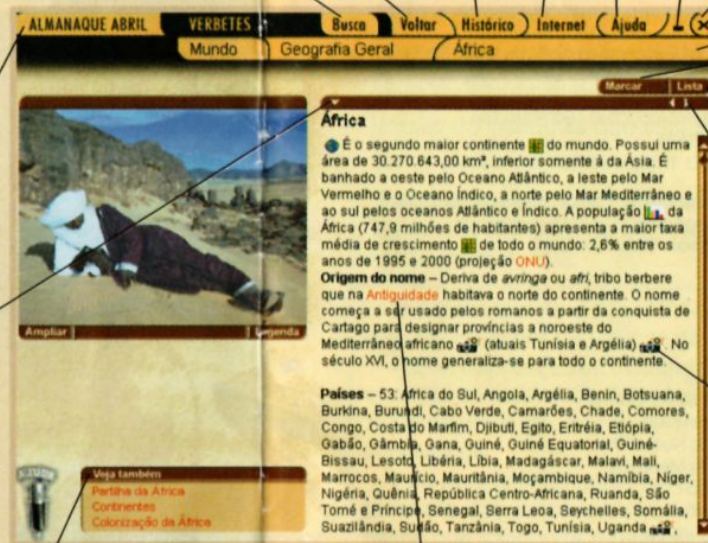 ALMANAQUE ABRIL VERBETES Busca Voltar Histórico Internet Ajuda
Mundo Geografia Geral África
Marcar Lista
África
É o segundo maior continente do mundo. Possui uma
área de 30.270.643,00 km², inferior somente à da Ásia. É
banhado a oeste pelo Oceano Atlântico, a leste pelo Mar
Vermelho e o Oceano Índico, a norte pelo Mar Mediterrâneo e
ao sul pelos oceanos Atlântico e Índico. A população da
África (747,9 milhões de habitantes) apresenta a maior taxa
média de crescimento de todo o mundo: 2,6% entre os
anos de 1995 e 2000 (projeção ONU).
Origem do nome – Deriva de avringa ou afri, tribo berbere
que na Antiguidade habitava o norte do continente. O nome
começa a ser usado pelos romanos a partir da conquista de
Cartago para designar províncias a noroeste do
Mediterrâneo africano (atuais Tunísia e Argélia). No
século XVI, o nome generaliza-se para todo o continente.
Países – 53: África do Sul, Angola, Argélia, Benin, Botsuana,
Burkina, Burundi, Cabo Verde, Camarões, Chade, Comores,
Congo, Costa do Marfim, Djibuti, Egito, Eritréia, Etiópia,
Gabão, Gâmbia, Gana, Guiné, Guiné Equatorial, Guiné-
Bissau, Lesoto, Libéria, Líbia, Madagáscar, Malavi, Mali,
Marrocos, Maurício, Mauritânia, Moçambique, Namíbia, Níger,
Nigéria, Quênia, República Centro-Africana, Ruanda, São
Tomé e Príncipe, Senegal, Serra Leoa, Seychelles, Somália,
Suazilândia, Sudão, Tanzânia, Togo, Tunísia, Uganda,
Ampliar Legenda
Veja também
Partilha da África
Continentes
Colonização da África